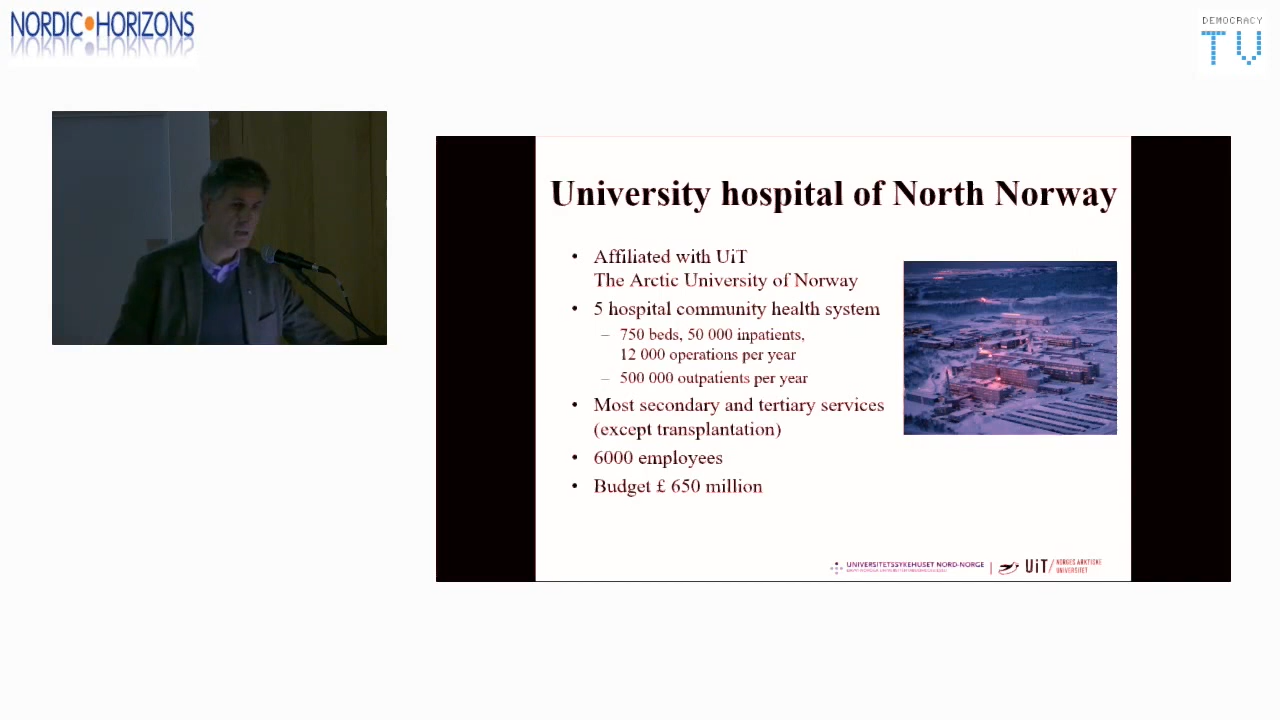 NORDIC HORIZONS
DEMOCRACY
TV
University hospital of North Norway
• Affiliated with UiT
The Arctic University of Norway
• 5 hospital community health system
– 750 beds, 50 000 inpatients,
12 000 operations per year
– 500 000 outpatients per year
• Most secondary and tertiary services
(except transplantation)
• 6000 employees
• Budget £ 650 million
UNIVERSITETSSYKEHUSET NORD-NORGE
UiT / NORGES ARKTISKE
UNIVERSITET